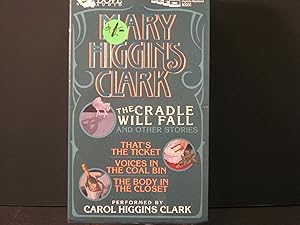 $1-
MARY
HIGGINS
CLARK
THE CRADLE
WILL FALL
AND OTHER STORIES
THAT'S
THE TICKET
VOICES IN
THE COAL BIN
THE BODY IN
THE CLOSET
PERFORMED BY
CAROL HIGGINS CLARK